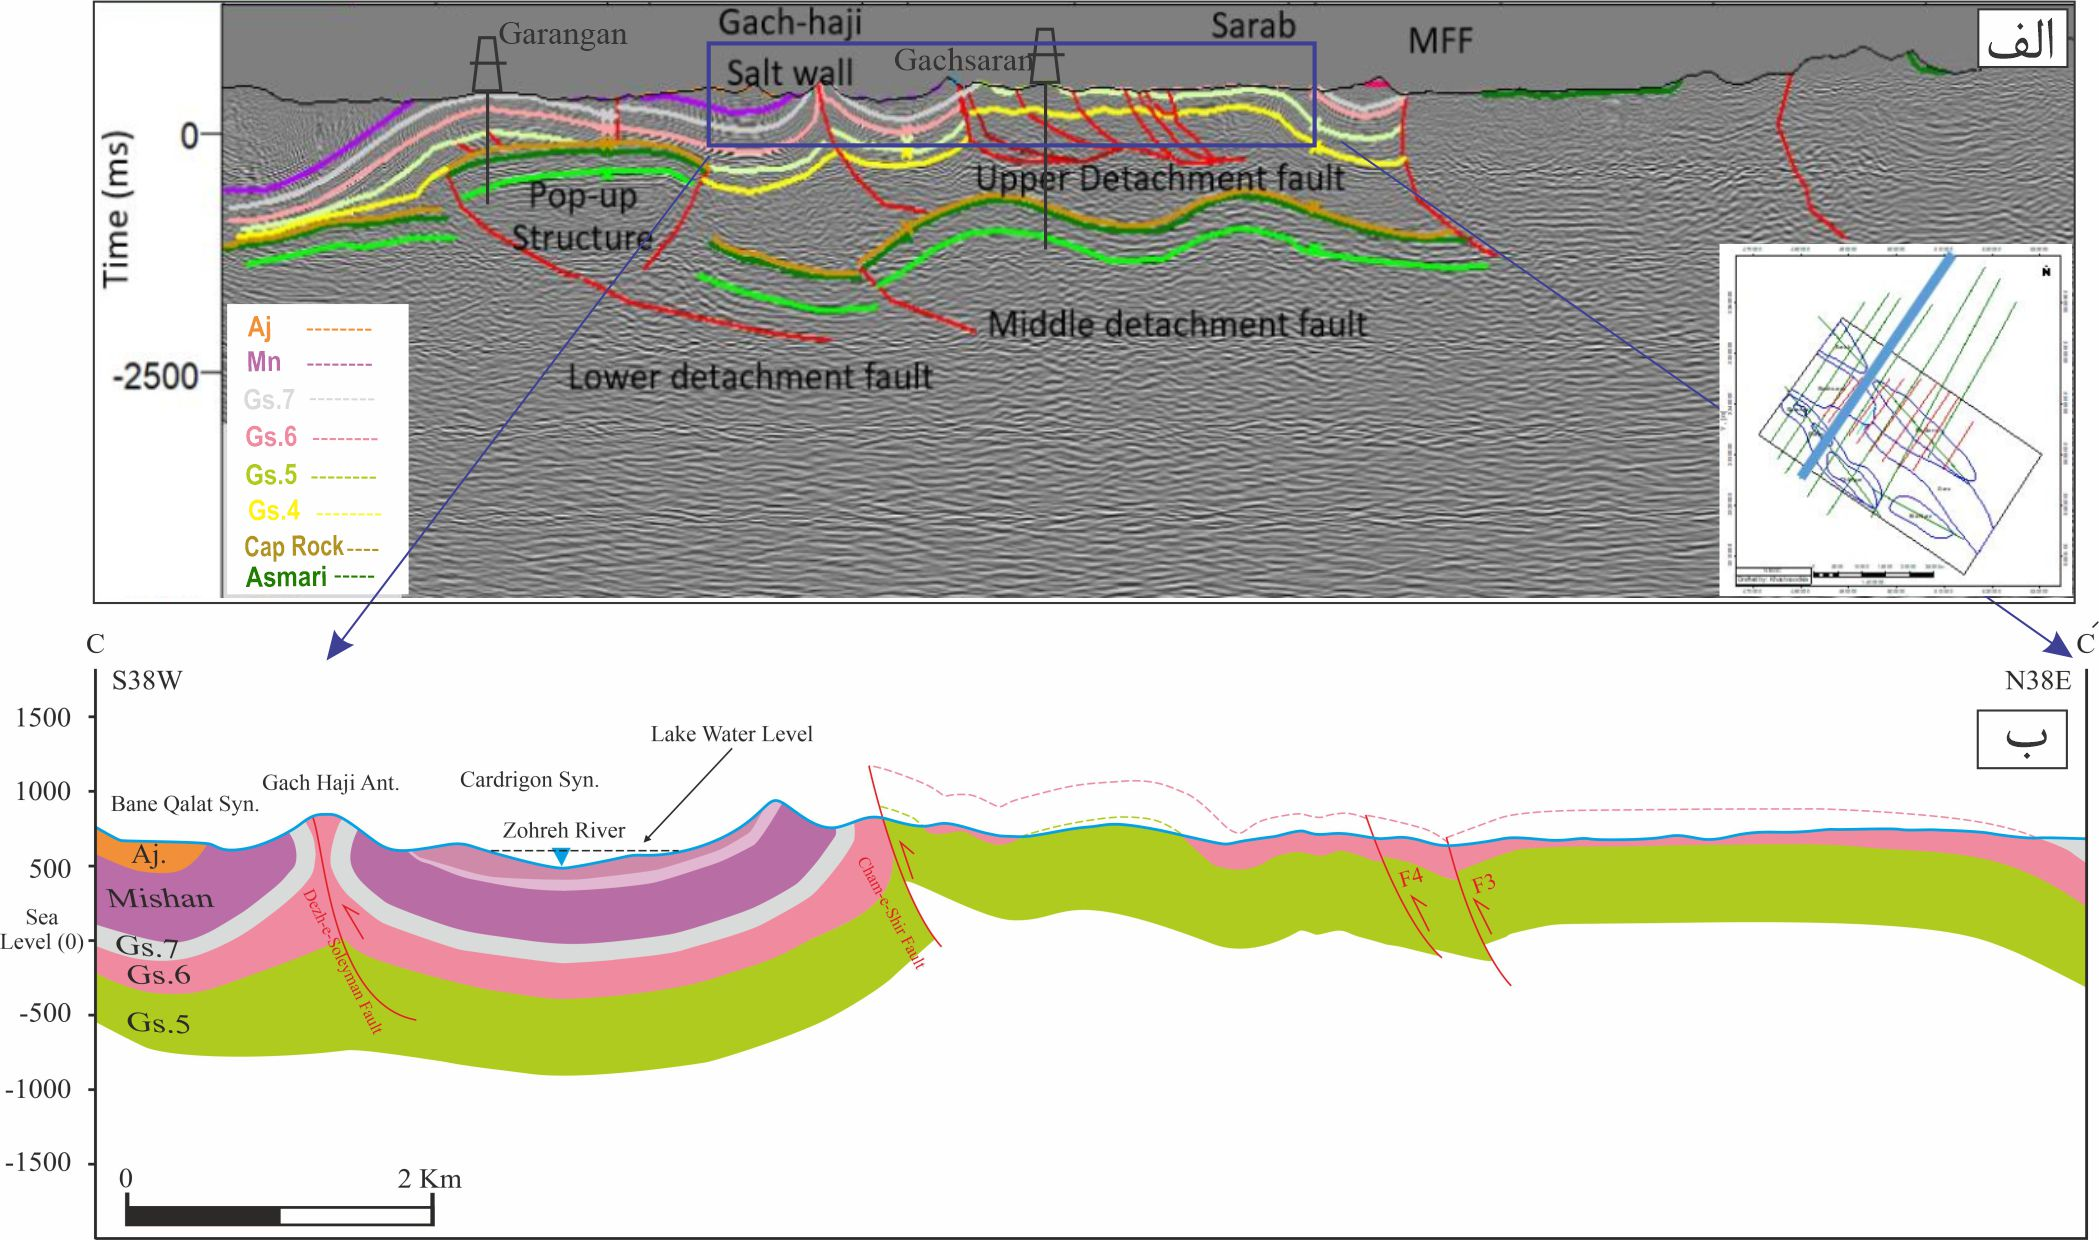 الف
Garangan
Gach-haji
Salt wall
Gachsaran
Sarab
MFF
Time (ms)
0
-2500
Pop-up
Structure
Upper Detachment fault
Middle detachment fault
Lower detachment fault
Aj
Mn
Gs.7
Gs.6
Gs.5
Gs.4
Cap Rock
Asmari
N
C
C´
S38W
N38E
ب
1500
1000
500
Sea
Level (0)
-500
-1000
-1500
Bane Qalat Syn.
Gach Haji Ant.
Cardrigon Syn.
Lake Water Level
Zohreh River
Aj.
Mishan
Gs.7
Gs.6
Gs.5
Dezh-e-Soleyman Fault
Cham-e-Shir Fault
F4
F3
0
2 Km